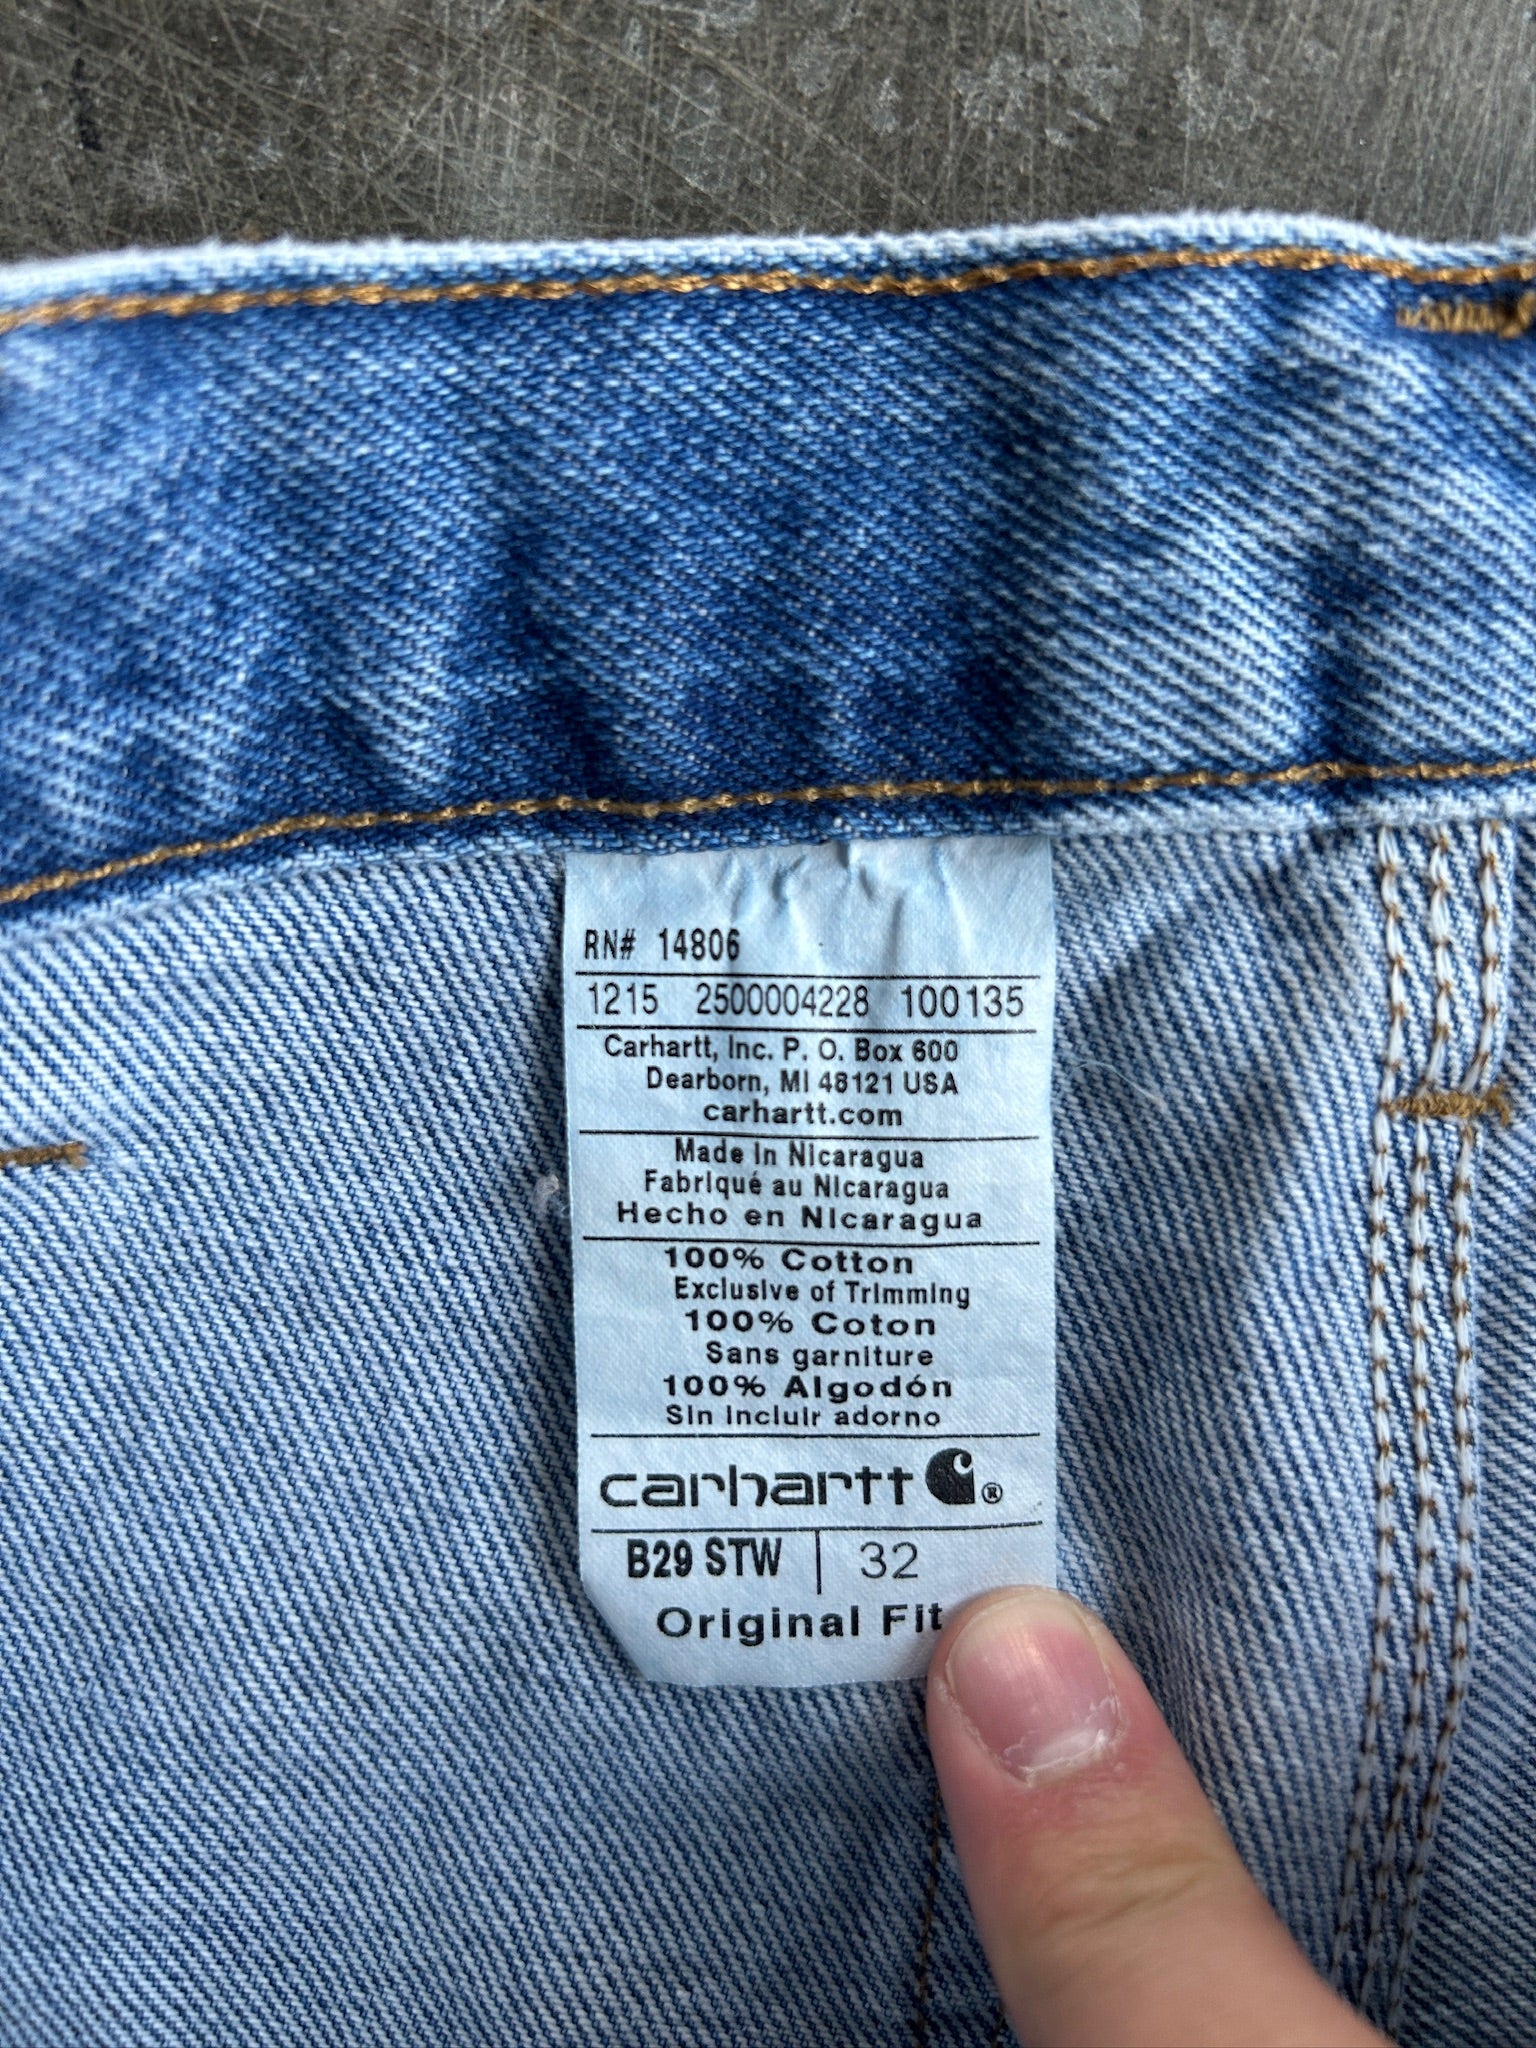 RN# 14806
1215 2500004228 100135
Carhartt, Inc. P. O. Box 600
Dearborn, MI 48121 USA
carhartt.com
Made in Nicaragua
Fabriqué au Nicaragua
Hecho en Nicaragua
100% Cotton
Exclusive of Trimming
100% Coton
Sans garniture
100% Algodón
Sin incluir adorno
carhartt ®
B29 STW | 32
Original Fit